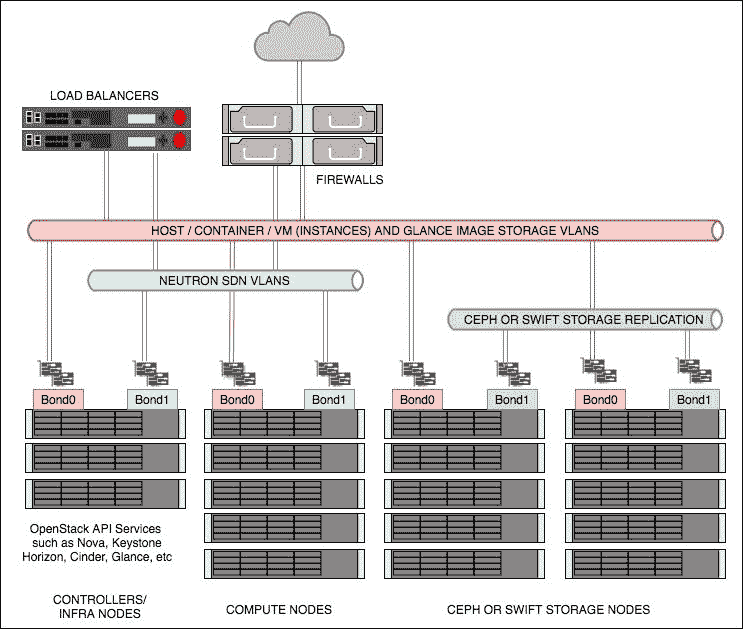 LOAD BALANCERS
FIREWALLS
HOST / CONTAINER / VM (INSTANCES) AND GLANCE IMAGE STORAGE VLANS
NEUTRON SDN VLANS
CEPH OR SWIFT STORAGE REPLICATION
Bond0
Bond1
Bond0
Bond1
Bond0
Bond1
Bond0
Bond1
OpenStack API Services
such as Nova, Keystone
Horizon, Cinder, Glance, etc
CONTROLLERS/
INFRA NODES
COMPUTE NODES
CEPH OR SWIFT STORAGE NODES